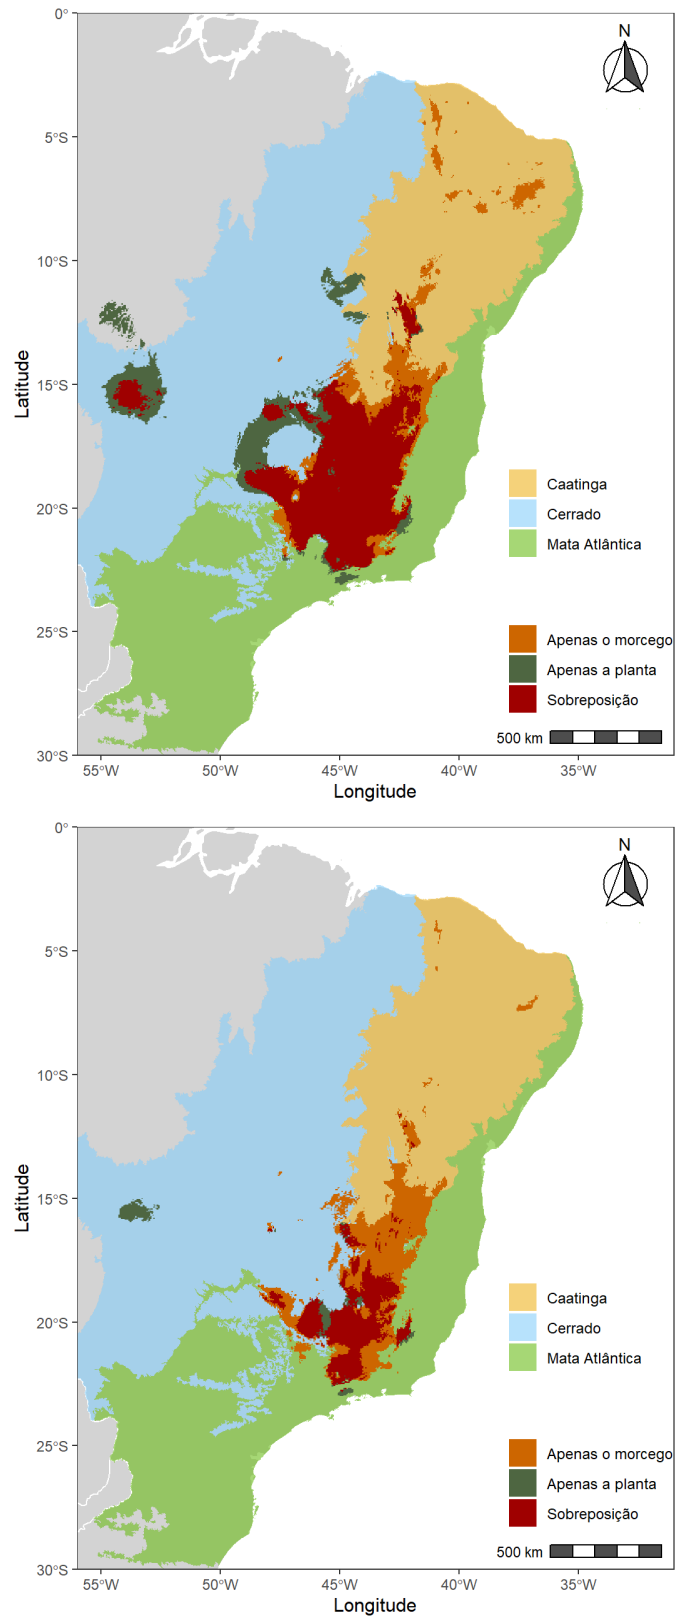 0°
N
5°S
10°S
15°S
Latitude
20°S
Caatinga
Cerrado
Mata Atlântica
25°S
Apenas o morcego
Apenas a planta
Sobreposição
500 km
30°S
55°W 50°W 45°W 40°W 35°W
Longitude
0°
N
5°S
10°S
15°S
Latitude
20°S
Caatinga
Cerrado
Mata Atlântica
25°S
Apenas o morcego
Apenas a planta
Sobreposição
500 km
30°S
55°W 50°W 45°W 40°W 35°W
Longitude